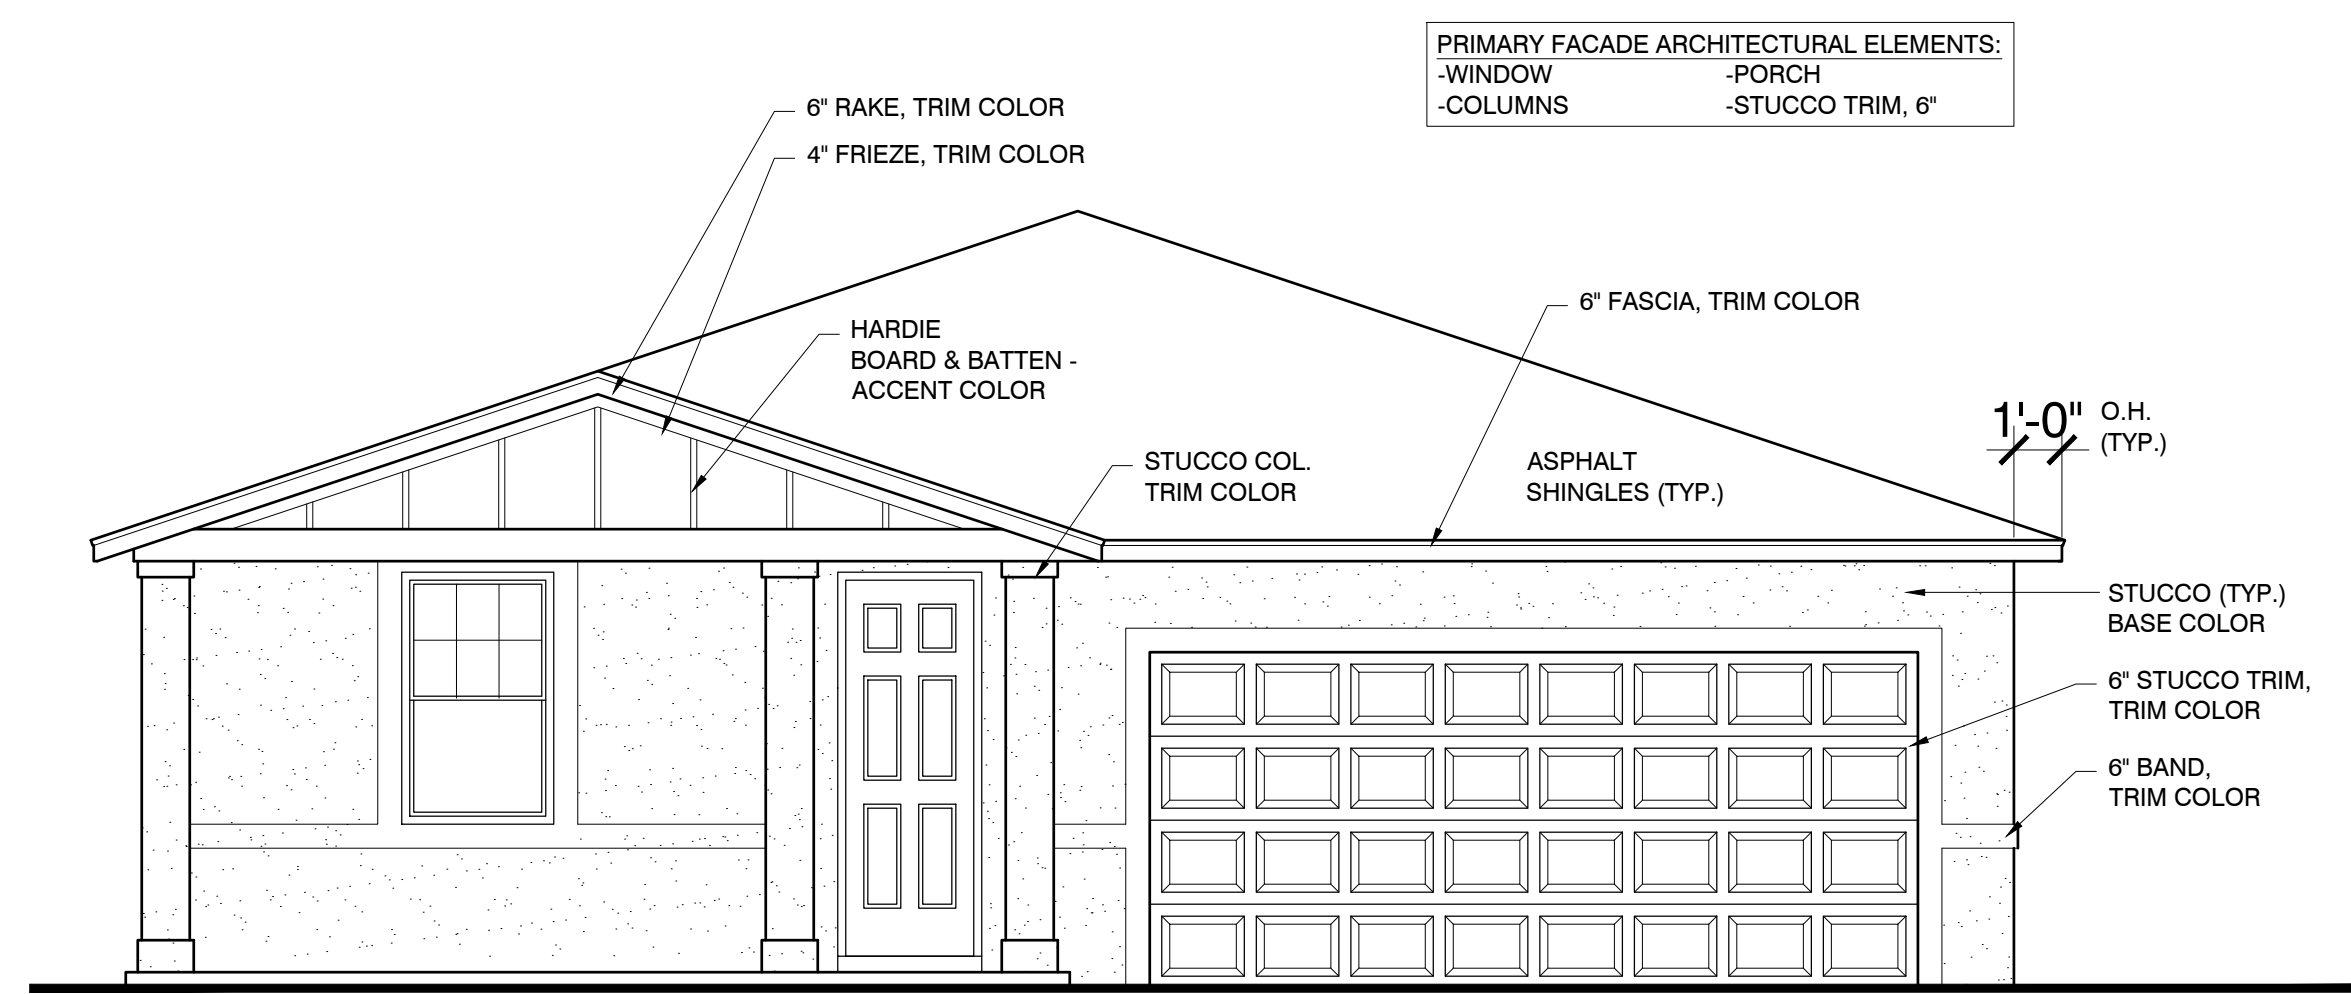 PRIMARY FACADE ARCHITECTURAL ELEMENTS:
-WINDOW -PORCH
-COLUMNS -STUCCO TRIM, 6"
6" RAKE, TRIM COLOR
4" FRIEZE, TRIM COLOR
6" FASCIA, TRIM COLOR
HARDIE
BOARD & BATTEN -
ACCENT COLOR
1'-0" O.H.
(TYP.)
STUCCO COL.
TRIM COLOR
ASPHALT
SHINGLES (TYP.)
STUCCO (TYP.)
BASE COLOR
6" STUCCO TRIM,
TRIM COLOR
6" BAND,
TRIM COLOR